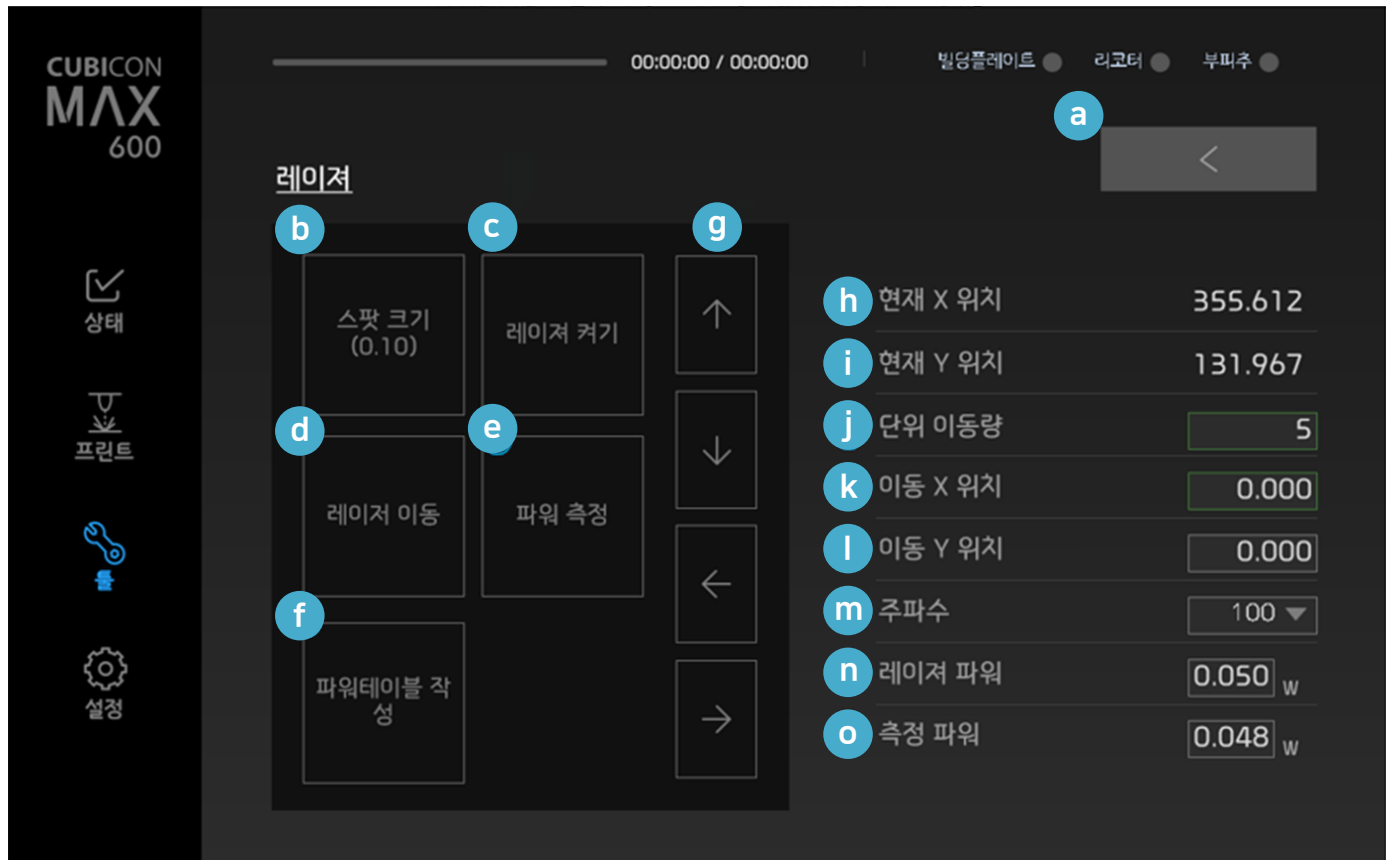 CUBICON
MAX
600
00:00:00 / 00:00:00
빌딩플레이트
리코터
부피추
a
<
레이져
b
스팟 크기
(0.10)
c
레이져 켜기
g
↑
d
레이저 이동
e
파워 측정
↓
←
f
파워테이블 작
성
→
h 현재 X 위치 355.612
i 현재 Y 위치 131.967
j 단위 이동량 5
k 이동 X 위치 0.000
l 이동 Y 위치 0.000
m 주파수 100
n 레이져 파워 0.050 W
o 측정 파워 0.048 W
상태
프린트
툴
설정